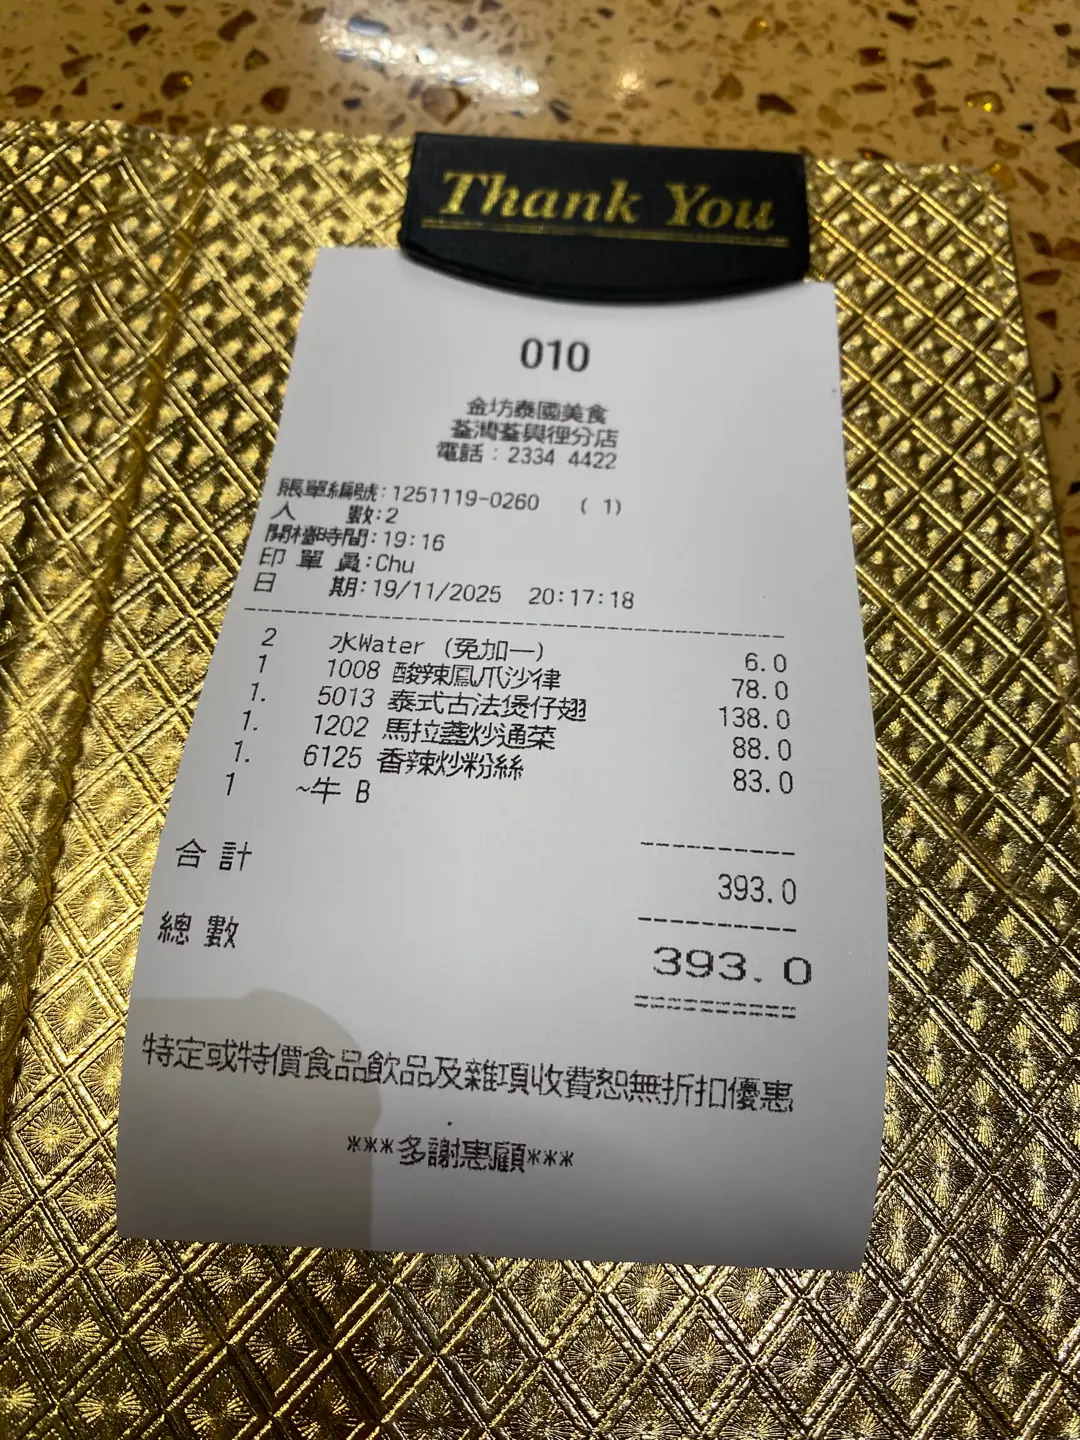 Thank You
010
金坊泰國美食
荃灣荃興徑分店
電話：2334 4422
賬單編號:1251119-0260 ( 1)
人 數:2
開檯時間:19:16
印 單 員:Chu
日 期:19/11/2025 20:17:18
2 水Water (免加一) 6.0
1 1008 酸辣鳳爪沙律 78.0
1. 5013 泰式古法煲仔翅 138.0
1. 1202 馬拉盞炒通菜 88.0
1. 6125 香辣炒粉絲 83.0
1 ~牛 B
合 計 393.0
總 數 393.0
特定或特價食品飲品及雜項收費恕無折扣優惠
.
***多謝惠顧***